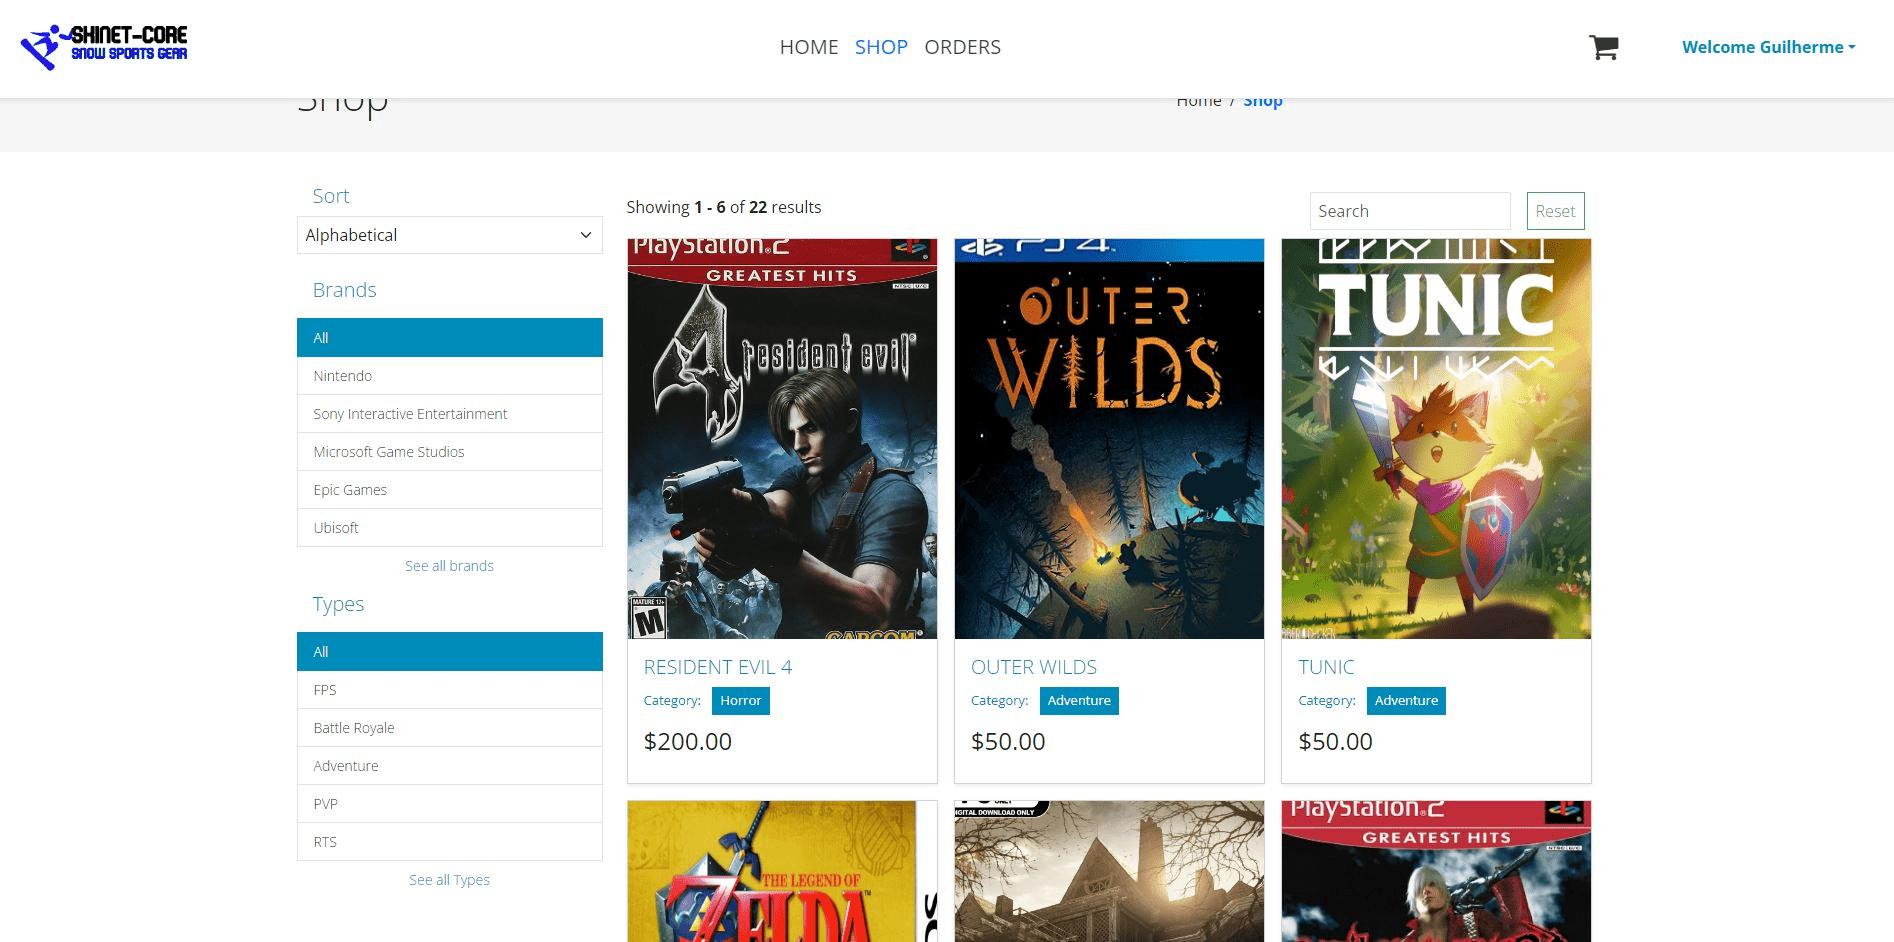 SKINET-CORE
SNOW SPORTS GEAR
HOME SHOP ORDERS
Welcome Guilherme
Shop
Home / Shop
Sort
Alphabetical
Brands
All
Nintendo
Sony Interactive Entertainment
Microsoft Game Studios
Epic Games
Ubisoft
See all brands
Types
All
FPS
Battle Royale
Adventure
PVP
RTS
See all Types
Showing 1 - 6 of 22 results
Search
Reset
PlayStation.2
GREATEST HITS
NTSC U/C
resident evil
4
MATURE 17+
M
CAPCOM
RESIDENT EVIL 4
Category: Horror
$200.00
PS4
OUTER
WILDS
OUTER WILDS
Category: Adventure
$50.00
TUNIC
TUNIC
Category: Adventure
$50.00
THE LEGEND OF
ZELDA
DIGITAL DOWNLOAD ONLY
PlayStation.2
GREATEST HITS
NTSC U/C